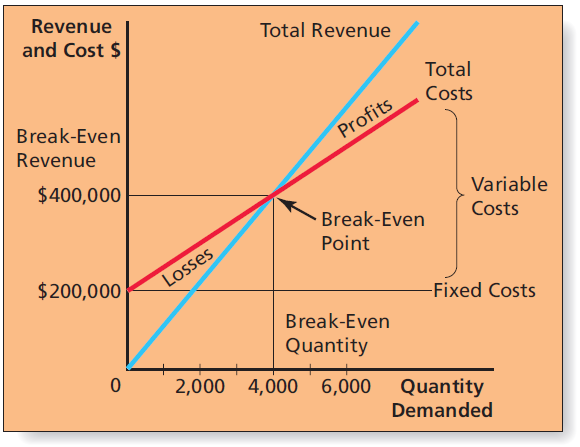 Revenue
and Cost $
Total Revenue
Total
Costs
Profits
Break-Even
Revenue
$400,000
Variable
Costs
Break-Even
Point
Losses
$200,000
Fixed Costs
Break-Even
Quantity
0
2,000
4,000
6,000
Quantity
Demanded